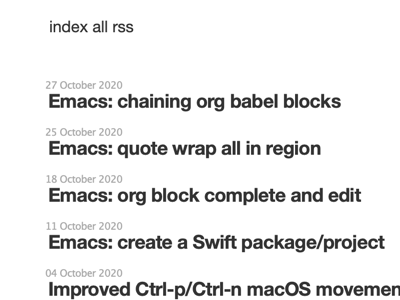 index all rss
27 October 2020
Emacs: chaining org babel blocks
25 October 2020
Emacs: quote wrap all in region
18 October 2020
Emacs: org block complete and edit
11 October 2020
Emacs: create a Swift package/project
04 October 2020
Improved Ctrl-p/Ctrl-n macOS movemen